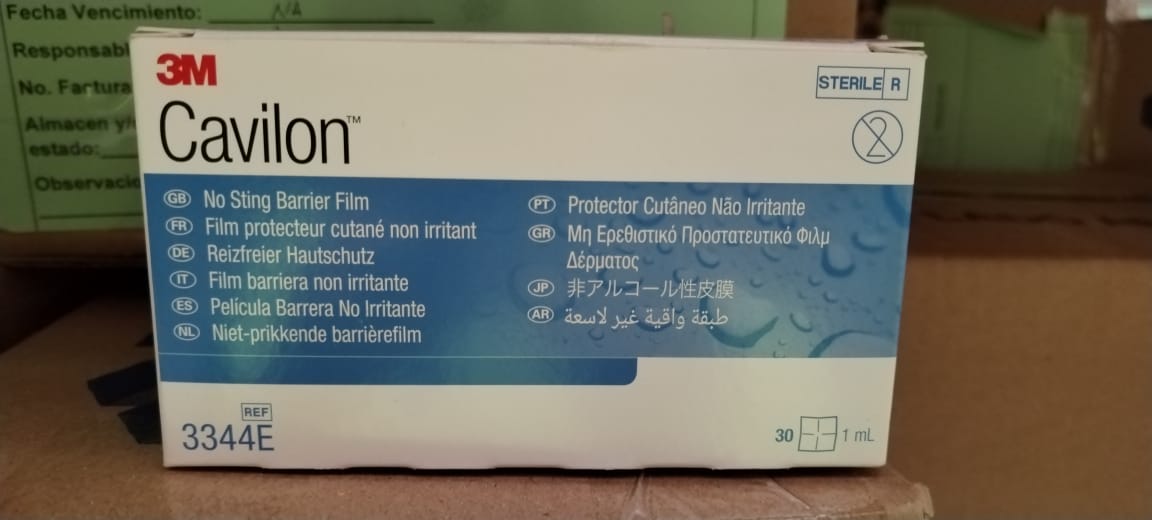 Fecha Vencimiento: N/A
Responsabl
No. Factura
Almacen y/
estado:
Observacio
3M
Cavilon™
STERILE R
2
GB No Sting Barrier Film
FR Film protecteur cutané non irritant
DE Reizfreier Hautschutz
IT Film barriera non irritante
ES Película Barrera No Irritante
NL Niet-prikkende barrièrefilm
PT Protector Cutâneo Não Irritante
GR Μη Ερεθιστικό Προστατευτικό Φιλμ
Δέρματος
JP 非アルコール性皮膜
AR طبقة واقية غير لاسعة
REF
3344E
30 1 mL